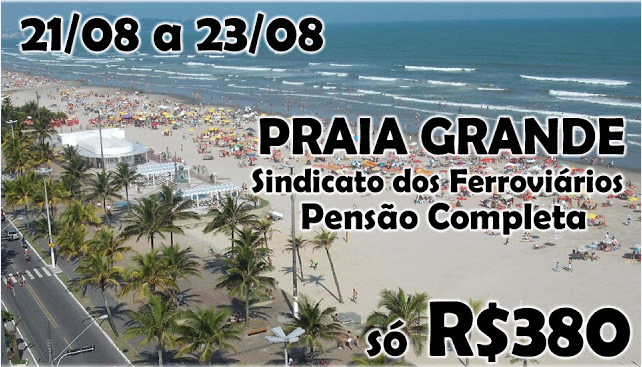 21/08 a 23/08
PRAIA GRANDE
Sindicato dos Ferroviários
Pensão Completa
só R$380